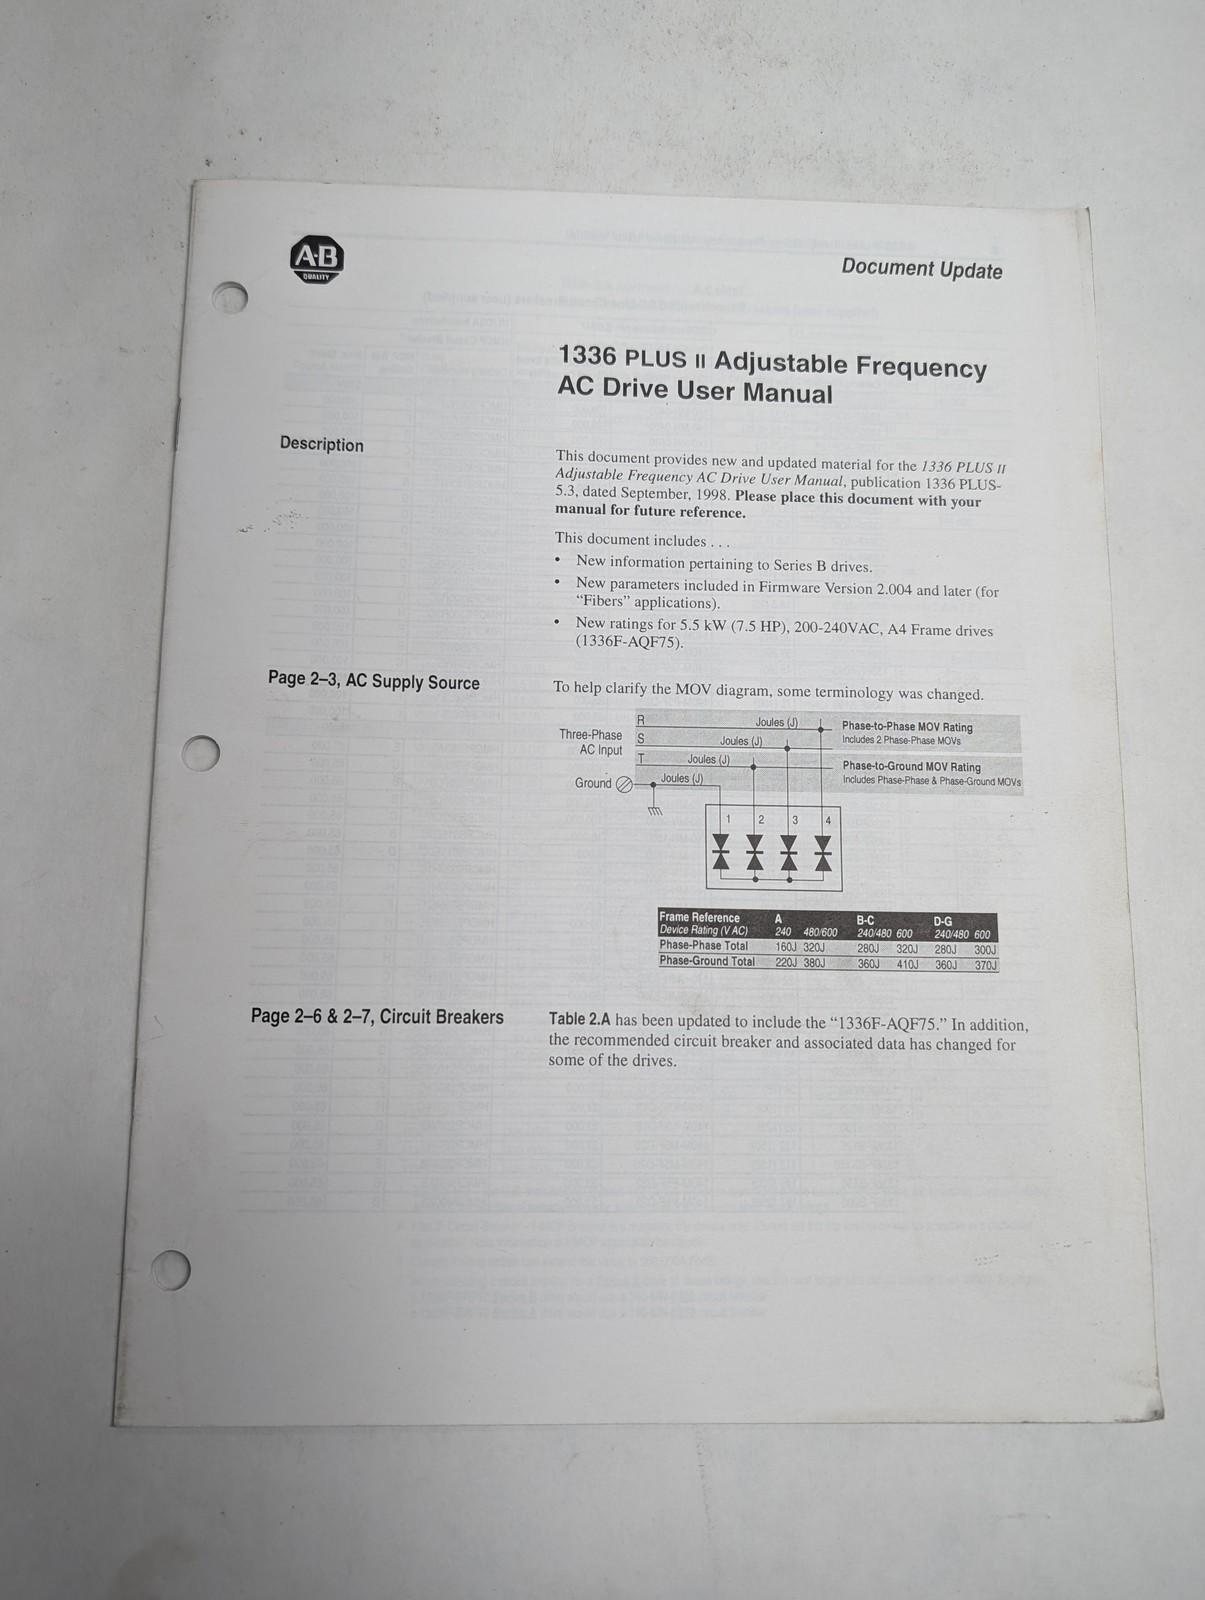 A-B
QUALITY
Document Update
1336 PLUS II Adjustable Frequency
AC Drive User Manual
Description
This document provides new and updated material for the 1336 PLUS II
Adjustable Frequency AC Drive User Manual, publication 1336 PLUS-
5.3, dated September, 1998. Please place this document with your
manual for future reference.
This document includes . . .
• New information pertaining to Series B drives.
• New parameters included in Firmware Version 2.004 and later (for
“Fibers” applications).
• New ratings for 5.5 kW (7.5 HP), 200-240VAC, A4 Frame drives
(1336F-AQF75).
Page 2–3, AC Supply Source
To help clarify the MOV diagram, some terminology was changed.
Three-Phase
AC Input
Ground
R
S
T
Joules (J)
Joules (J)
Joules (J)
Joules (J)
Phase-to-Phase MOV Rating
Includes 2 Phase-Phase MOVs
Phase-to-Ground MOV Rating
Includes Phase-Phase & Phase-Ground MOVs
1 2 3 4
Frame Reference A B-C D-G
Device Rating (V AC) 240 480/600 240/480 600 240/480 600
Phase-Phase Total 160J 320J 280J 320J 280J 300J
Phase-Ground Total 220J 380J 360J 410J 360J 370J
Page 2–6 & 2–7, Circuit Breakers
Table 2.A has been updated to include the “1336F-AQF75.” In addition,
the recommended circuit breaker and associated data has changed for
some of the drives.